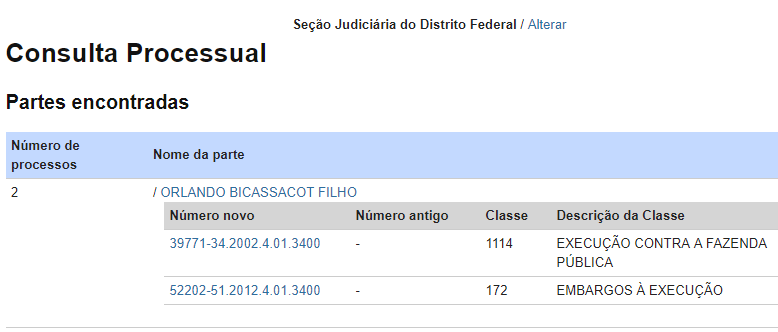 Seção Judiciária do Distrito Federal / Alterar
Consulta Processual
Partes encontradas
Número de processos Nome da parte
2 / ORLANDO BICASSACOT FILHO
Número novo Número antigo Classe Descrição da Classe
39771-34.2002.4.01.3400 - 1114 EXECUÇÃO CONTRA A FAZENDA
PÚBLICA
52202-51.2012.4.01.3400 - 172 EMBARGOS À EXECUÇÃO